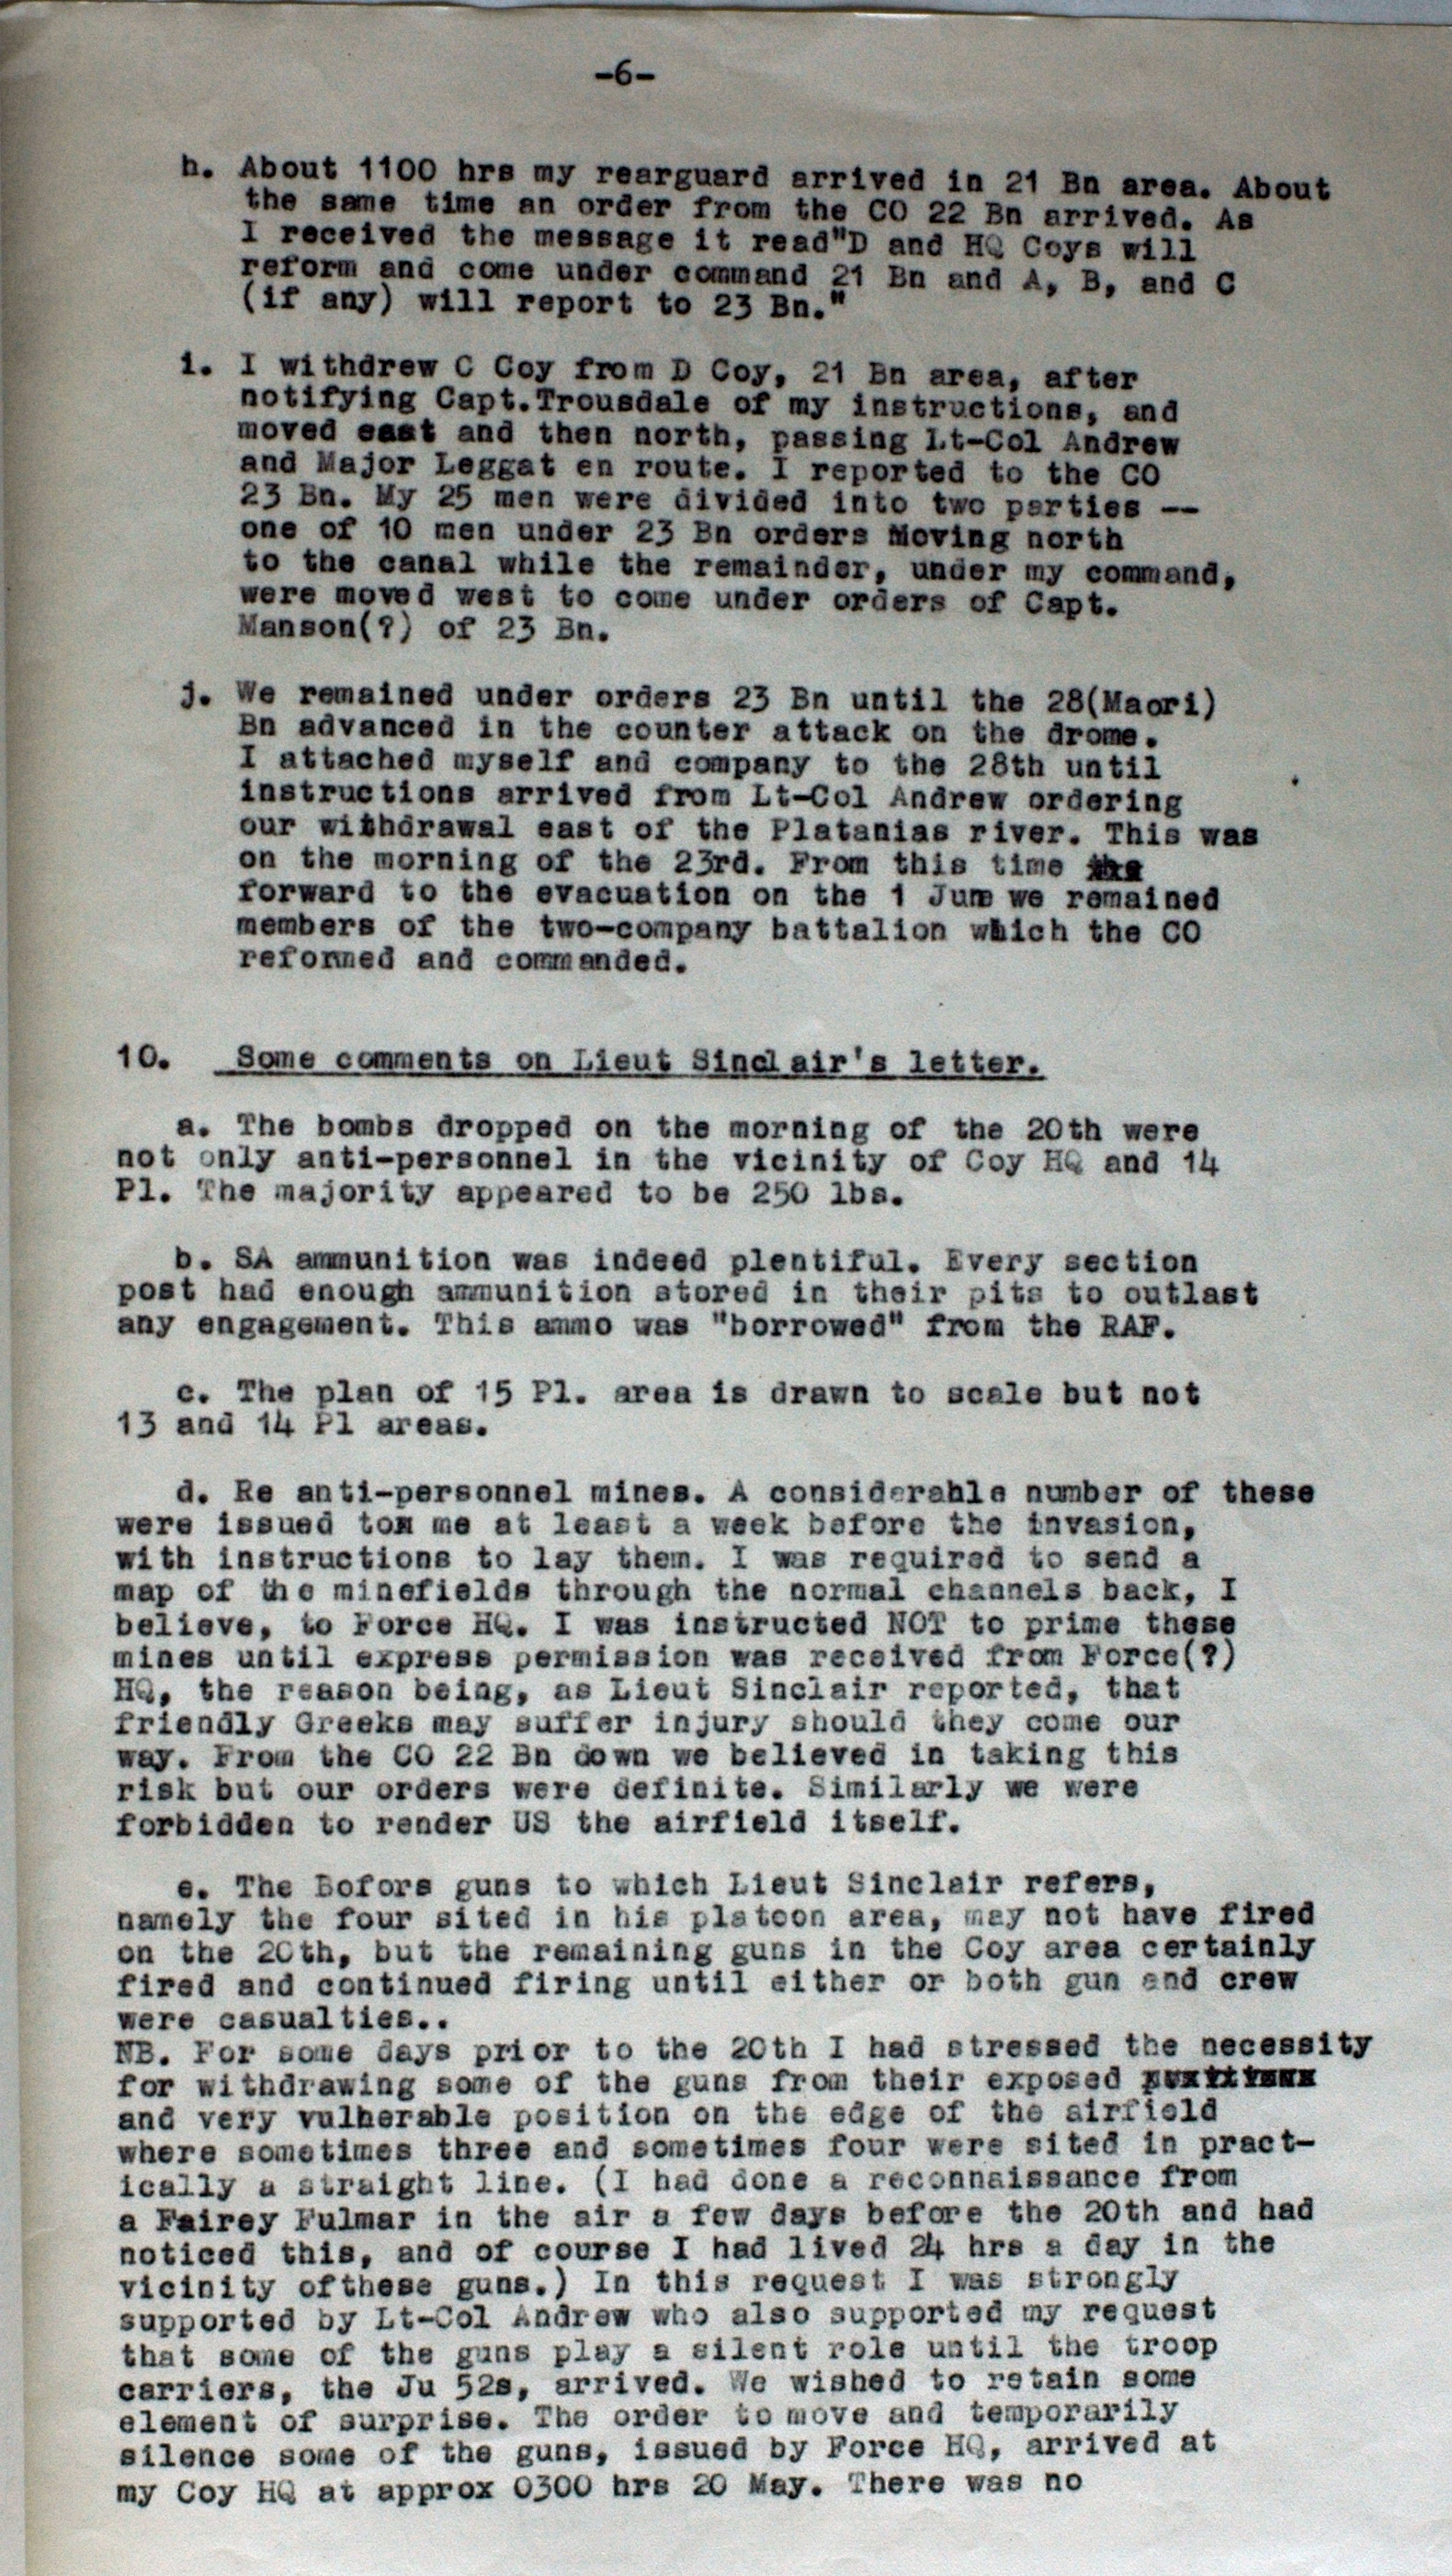 -6-
h. About 1100 hrs my rearguard arrived in 21 Bn area. About
the same time an order from the CO 22 Bn arrived. As
I received the message it read"D and HQ Coys will
reform and come under command 21 Bn and A, B, and C
(if any) will report to 23 Bn."
i. I withdrew C Coy from D Coy, 21 Bn area, after
notifying Capt.Trousdale of my instructions, and
moved east and then north, passing Lt-Col Andrew
and Major Leggat en route. I reported to the CO
23 Bn. My 25 men were divided into two parties --
one of 10 men under 23 Bn orders moving north
to the canal while the remainder, under my command,
were moved west to come under orders of Capt.
Manson(?) of 23 Bn.
j. We remained under orders 23 Bn until the 28(Maori)
Bn advanced in the counter attack on the drome.
I attached myself and company to the 28th until
instructions arrived from Lt-Col Andrew ordering
our withdrawal east of the Platanias river. This was
on the morning of the 23rd. From this time
forward to the evacuation on the 1 June we remained
members of the two-company battalion which the CO
reformed and commanded.
10. Some comments on Lieut Sinclair's letter.
a. The bombs dropped on the morning of the 20th were
not only anti-personnel in the vicinity of Coy HQ and 14
Pl. The majority appeared to be 250 lbs.
b. SA ammunition was indeed plentiful. Every section
post had enough ammunition stored in their pits to outlast
any engagement. This ammo was "borrowed" from the RAF.
c. The plan of 15 Pl. area is drawn to scale but not
13 and 14 Pl areas.
d. Re anti-personnel mines. A considerable number of these
were issued tom me at least a week before the invasion,
with instructions to lay them. I was required to send a
map of the minefields through the normal channels back, I
believe, to Force HQ. I was instructed NOT to prime these
mines until express permission was received from Force(?)
HQ, the reason being, as Lieut Sinclair reported, that
friendly Greeks may suffer injury should they come our
way. From the CO 22 Bn down we believed in taking this
risk but our orders were definite. Similarly we were
forbidden to render US the airfield itself.
e. The Bofors guns to which Lieut Sinclair refers,
namely the four sited in his platoon area, may not have fired
on the 20th, but the remaining guns in the Coy area certainly
fired and continued firing until either or both gun and crew
were casualties..
NB. For some days prior to the 20th I had stressed the necessity
for withdrawing some of the guns from their exposed
and very vulnerable position on the edge of the airfield
where sometimes three and sometimes four were sited in pract-
ically a straight line. (I had done a reconnaissance from
a Fairey Fulmar in the air a few days before the 20th and had
noticed this, and of course I had lived 24 hrs a day in the
vicinity ofthese guns.) In this request I was strongly
supported by Lt-Col Andrew who also supported my request
that some of the guns play a silent role until the troop
carriers, the Ju 52s, arrived. We wished to retain some
element of surprise. The order to move and temporarily
silence some of the guns, issued by Force HQ, arrived at
my Coy HQ at approx 0300 hrs 20 May. There was no